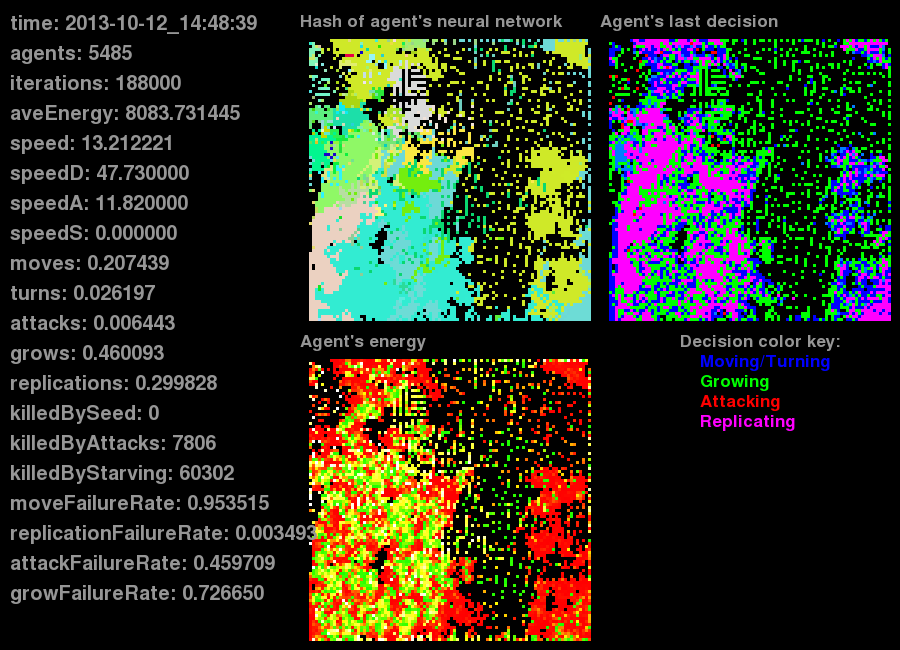 time: 2013-10-12_14:48:39
agents: 5485
iterations: 188000
aveEnergy: 8083.731445
speed: 13.212221
speedD: 47.730000
speedA: 11.820000
speedS: 0.000000
moves: 0.207439
turns: 0.026197
attacks: 0.006443
grows: 0.460093
replications: 0.299828
killedBySeed: 0
killedByAttacks: 7806
killedByStarving: 60302
moveFailureRate: 0.953515
replicationFailureRate: 0.003493
attackFailureRate: 0.459709
growFailureRate: 0.726650
Hash of agent's neural network
Agent's last decision
Agent's energy
Decision color key:
Moving/Turning
Growing
Attacking
Replicating